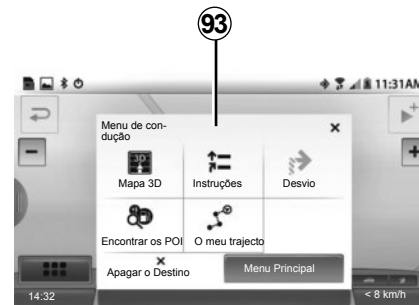 93
11:31AM
Menu de con-
dução
Mapa 3D
Instruções
Desvio
Encontrar os POI
O meu trajecto
Apagar o Destino
Menu Principal
14:32
< 8 km/h